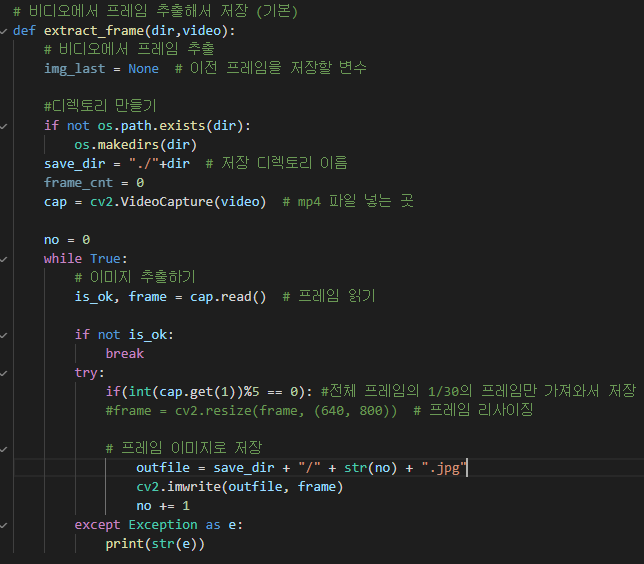 # 비디오에서 프레임 추출해서 저장 (기본)
def extract_frame(dir,video):
    # 비디오에서 프레임 추출
    img_last = None  # 이전 프레임을 저장할 변수

    #디렉토리 만들기
    if not os.path.exists(dir):
        os.makedirs(dir)
    save_dir = "./"+dir  # 저장 디렉토리 이름
    frame_cnt = 0
    cap = cv2.VideoCapture(video)  # mp4 파일 넣는 곳

    no = 0
    while True:
        # 이미지 추출하기
        is_ok, frame = cap.read()  # 프레임 읽기

        if not is_ok:
            break
        try:
            if(int(cap.get(1))%5 == 0): #전체 프레임의 1/30의 프레임만 가져와서 저장
            #frame = cv2.resize(frame, (640, 800))  # 프레임 리사이징

            # 프레임 이미지로 저장
                outfile = save_dir + "/" + str(no) + ".jpg"
                cv2.imwrite(outfile, frame)
                no += 1
        except Exception as e:
            print(str(e))